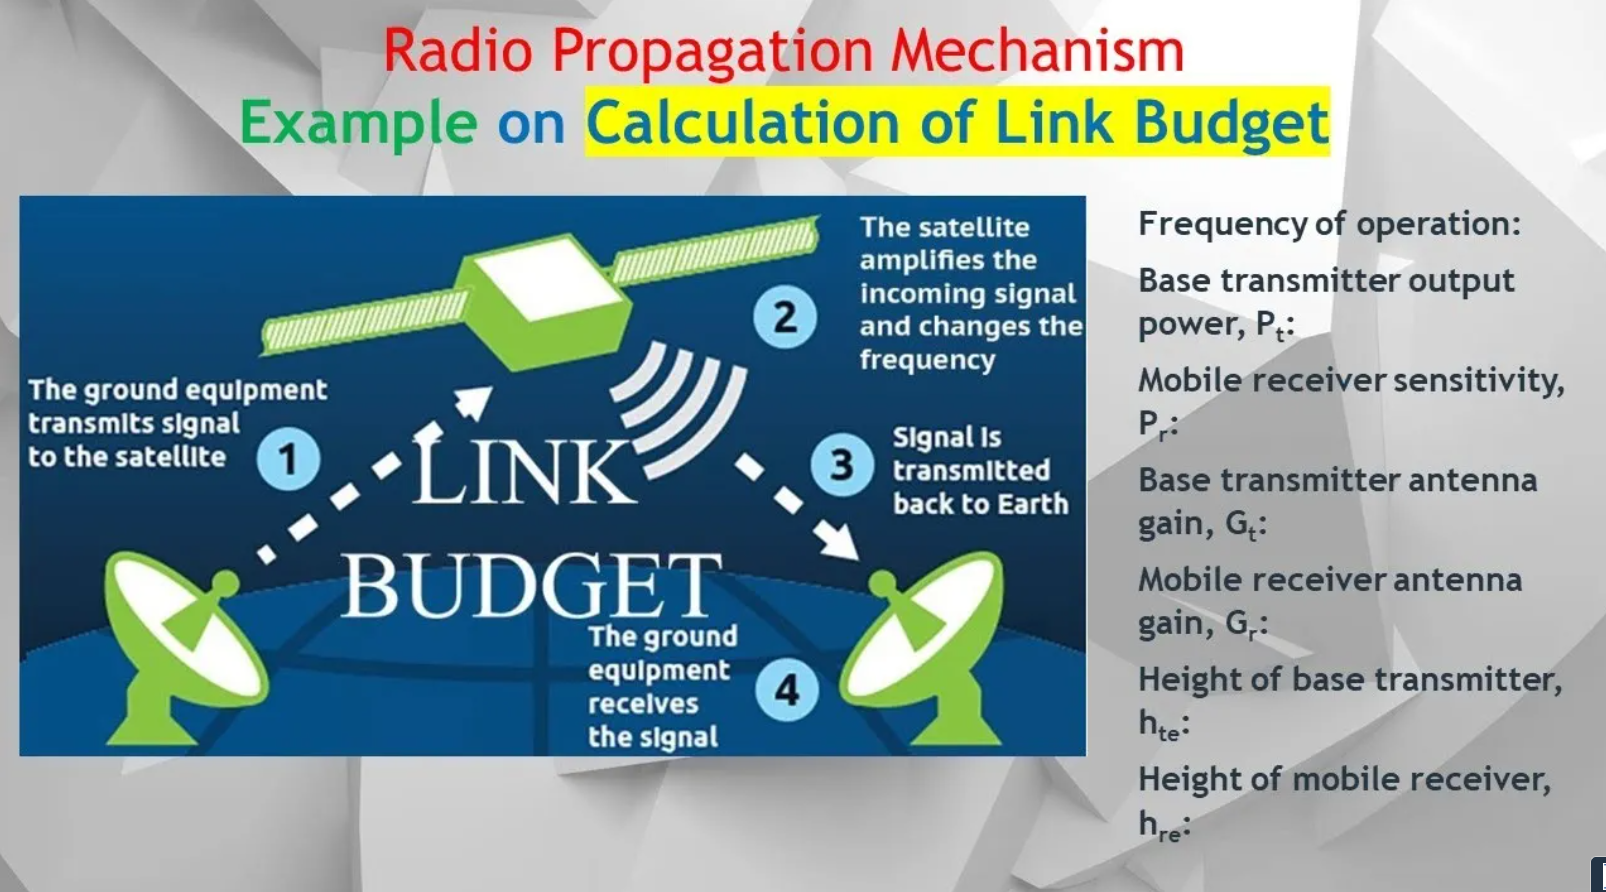 Radio Propagation Mechanism
Example on Calculation of Link Budget
The ground equipment
transmits signal
to the satellite
1
The satellite
amplifies the
incoming signal
and changes the
frequency
2
Signal is
transmitted
back to Earth
3
LINK
BUDGET
The ground
equipment
receives
the signal
4
Frequency of operation:
Base transmitter output
power, Pt:
Mobile receiver sensitivity,
Pr:
Base transmitter antenna
gain, Gt:
Mobile receiver antenna
gain, Gr:
Height of base transmitter,
hte:
Height of mobile receiver,
hre: